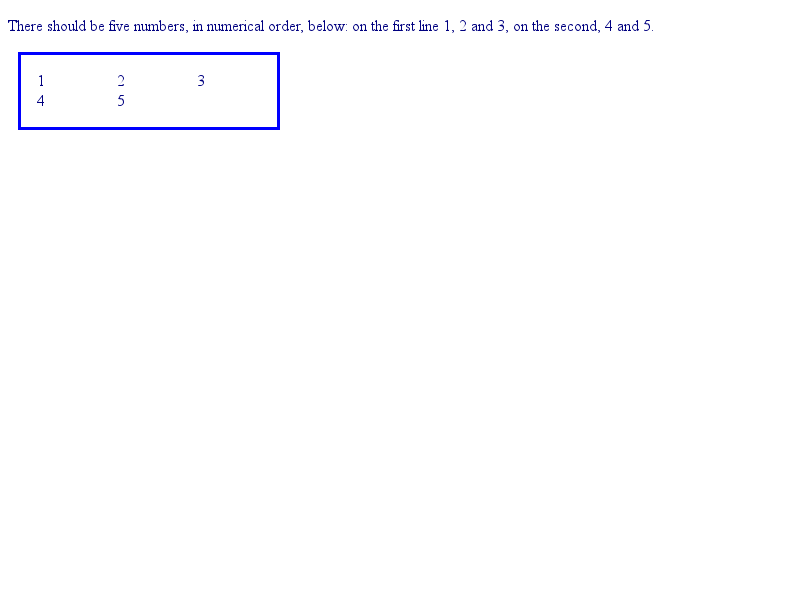 There should be five numbers, in numerical order, below: on the first line 1, 2 and 3, on the second, 4 and 5.
1 2 3
4 5